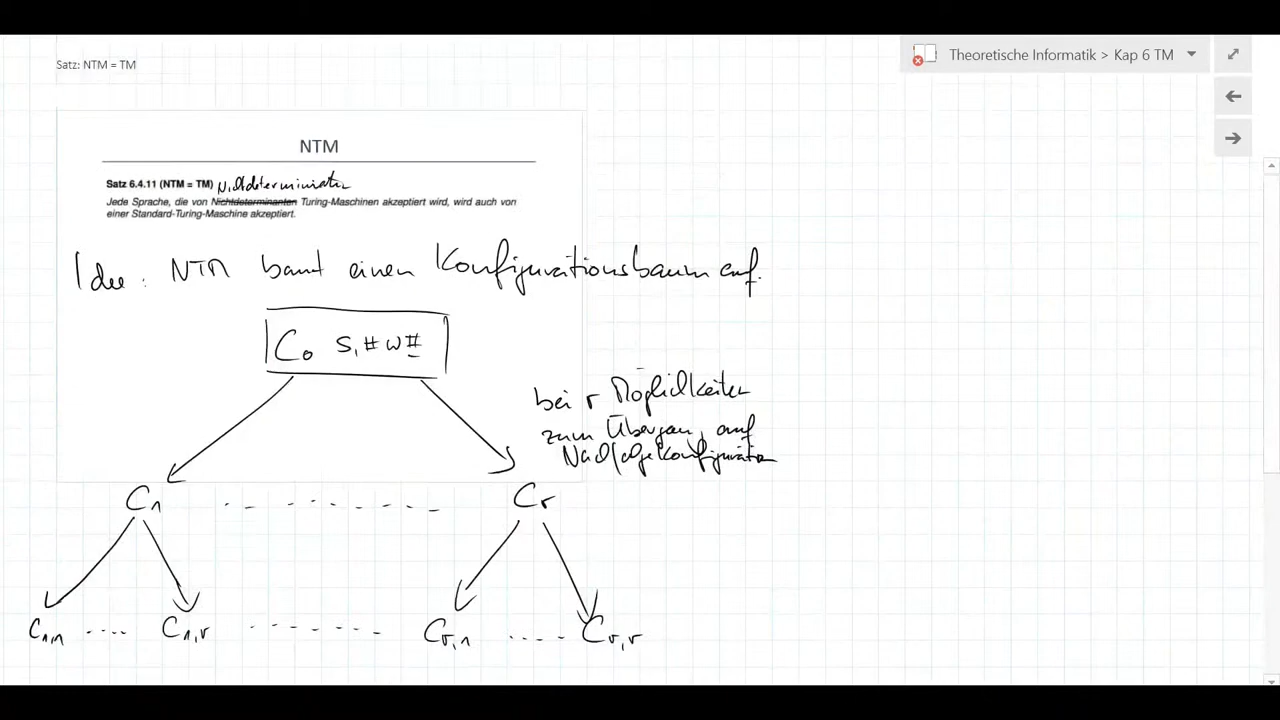 Theoretische Informatik > Kap 6 TM
Satz: NTM = TM
NTM
Satz 6.4.11 (NTM = TM) Nichtdeterministen
Jede Sprache, die von Nichtdeterminanten Turing-Maschinen akzeptiert wird, wird auch von
einer Standard-Turing-Maschine akzeptiert.
Idee: NTM baut einen Konfigurationsbaum auf.
C₀ s, # w #
bei r Möglichkeiten
zum Übergang auf
Nachfolgekonfiguration
C₁ . . . . . . . . . Cᵣ
C₁,₁ . . . . C₁,ᵣ . . . . . . . . Cᵣ,₁ . . . . . Cᵣ,ᵣ